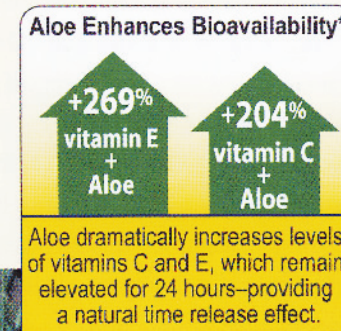 Aloe Enhances Bioavailability*
+269%
vitamin E
+
Aloe
+204%
vitamin C
+
Aloe
Aloe dramatically increases levels
of vitamins C and E, which remain
elevated for 24 hours–providing
a natural time release effect.